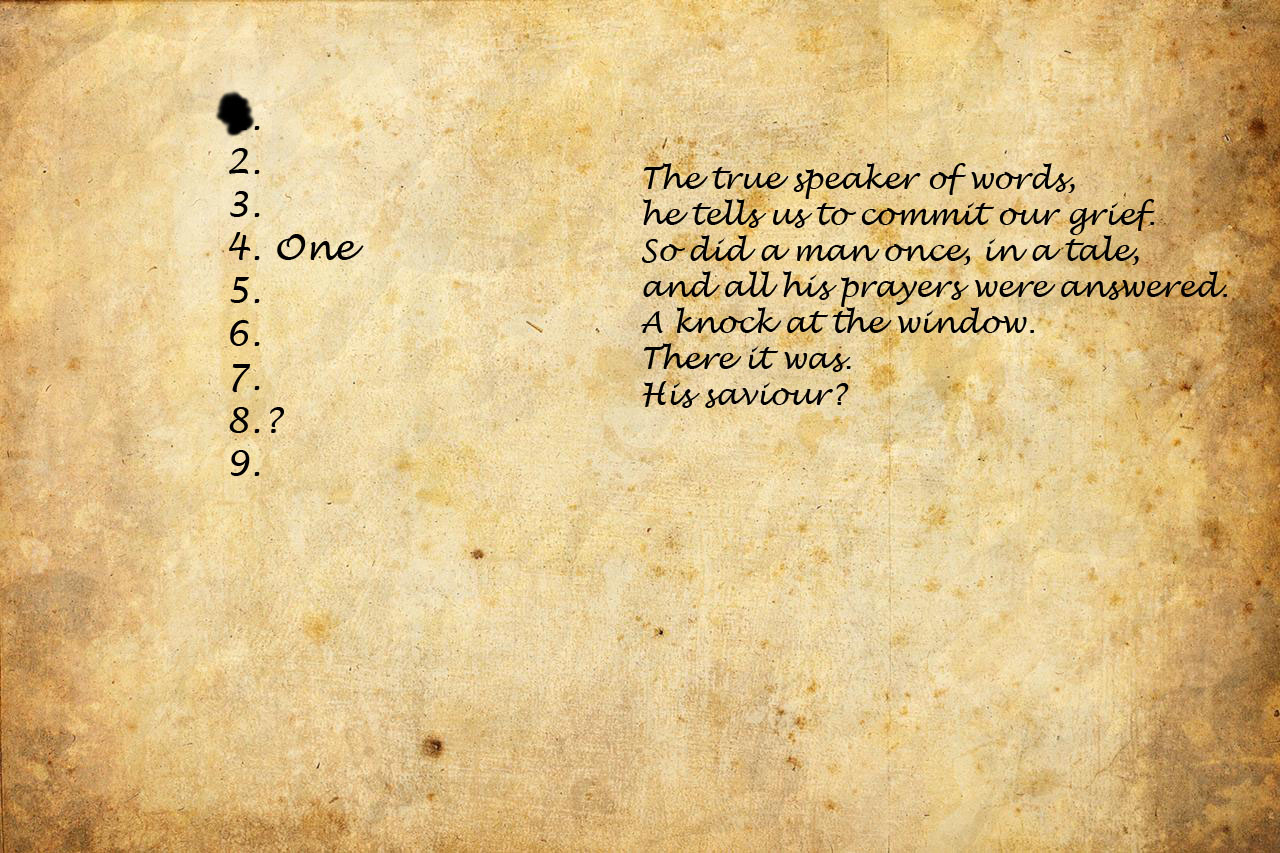 .
2.
3.
4. One
5.
6.
7.
8.?
9.
The true speaker of words,
he tells us to commit our grief.
So did a man once, in a tale,
and all his prayers were answered.
A knock at the window.
There it was.
His saviour?